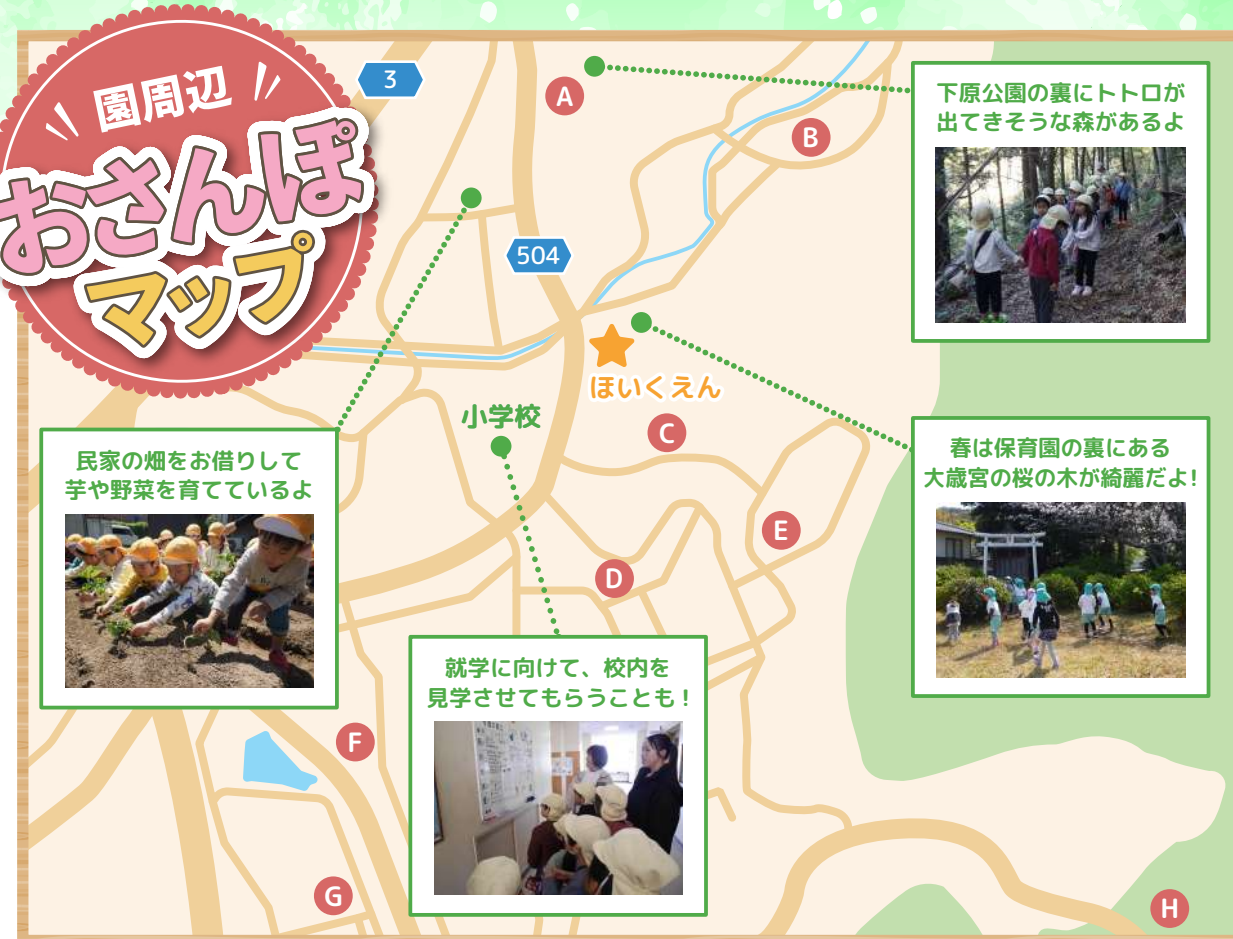 園周辺
おさんぽ
マップ
3
A
B
下原公園の裏にトトロが
出てきそうな森があるよ
504
ほいくえん
小学校
C
春は保育園の裏にある
大歳宮の桜の木が綺麗だよ!
民家の畑をお借りして
芋や野菜を育てているよ
E
D
就学に向けて、校内を
見学させてもらうことも!
F
G
H